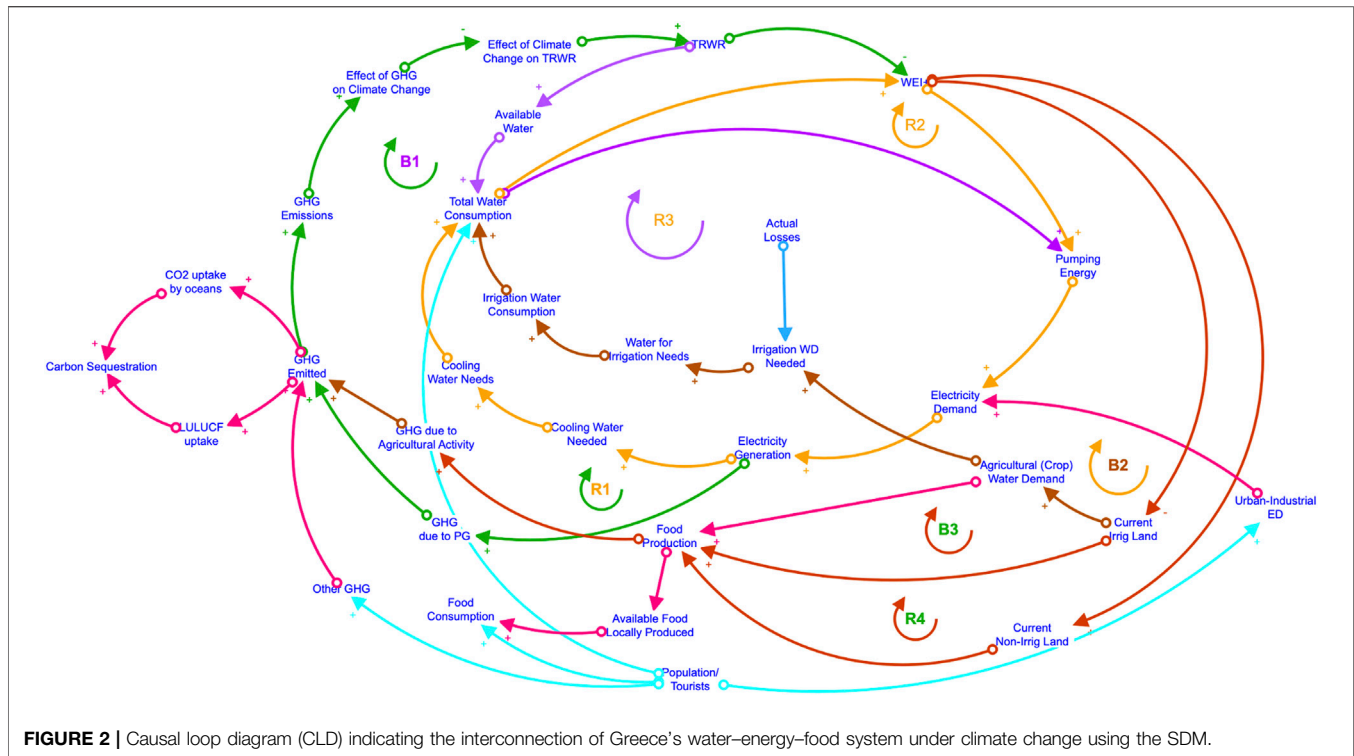 Effect of Climate
Change on TRWR
TRWR
Effect of GHG
on Climate Change
WEI+
Available
Water
B1
R2
GHG
Emissions
Total Water
Consumption
R3
Actual
Losses
Pumping
Energy
CO2 uptake
by oceans
Irrigation Water
Consumption
Water for
Irrigation Needs
Irrigation WD
Needed
Carbon Sequestration
GHG
Emitted
Cooling
Water Needs
Electricity
Demand
LULUCF
uptake
GHG due to
Agricultural Activity
Cooling Water
Needed
Electricity
Generation
Agricultural (Crop)
Water Demand
B2
R1
Urban-Industrial
ED
GHG
due to PG
Food
Production
B3
Current
Irrig Land
Other GHG
Food
Consumption
Available Food
Locally Produced
R4
Current
Non-Irrig Land
Population/
Tourists
FIGURE 2 | Causal loop diagram (CLD) indicating the interconnection of Greece's water–energy–food system under climate change using the SDM.